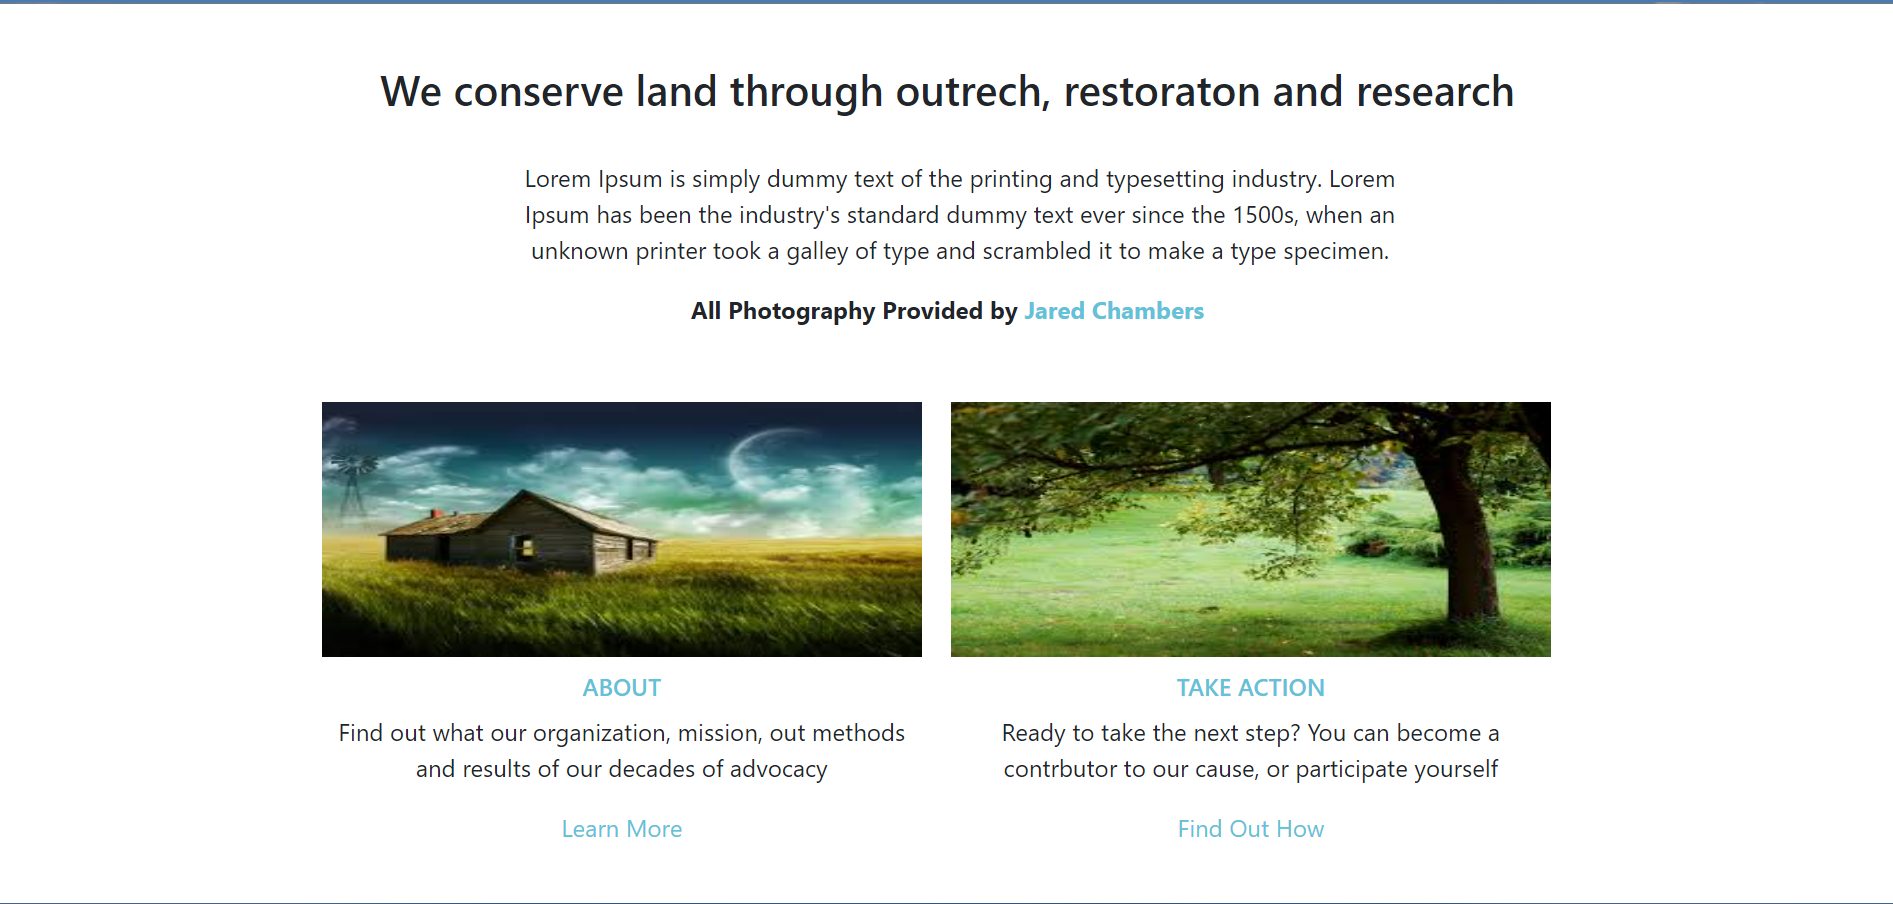 We conserve land through outrech, restoraton and research
Lorem Ipsum is simply dummy text of the printing and typesetting industry. Lorem
Ipsum has been the industry's standard dummy text ever since the 1500s, when an
unknown printer took a galley of type and scrambled it to make a type specimen.
All Photography Provided by Jared Chambers
ABOUT
Find out what our organization, mission, out methods
and results of our decades of advocacy
Learn More
TAKE ACTION
Ready to take the next step? You can become a
contrbutor to our cause, or participate yourself
Find Out How